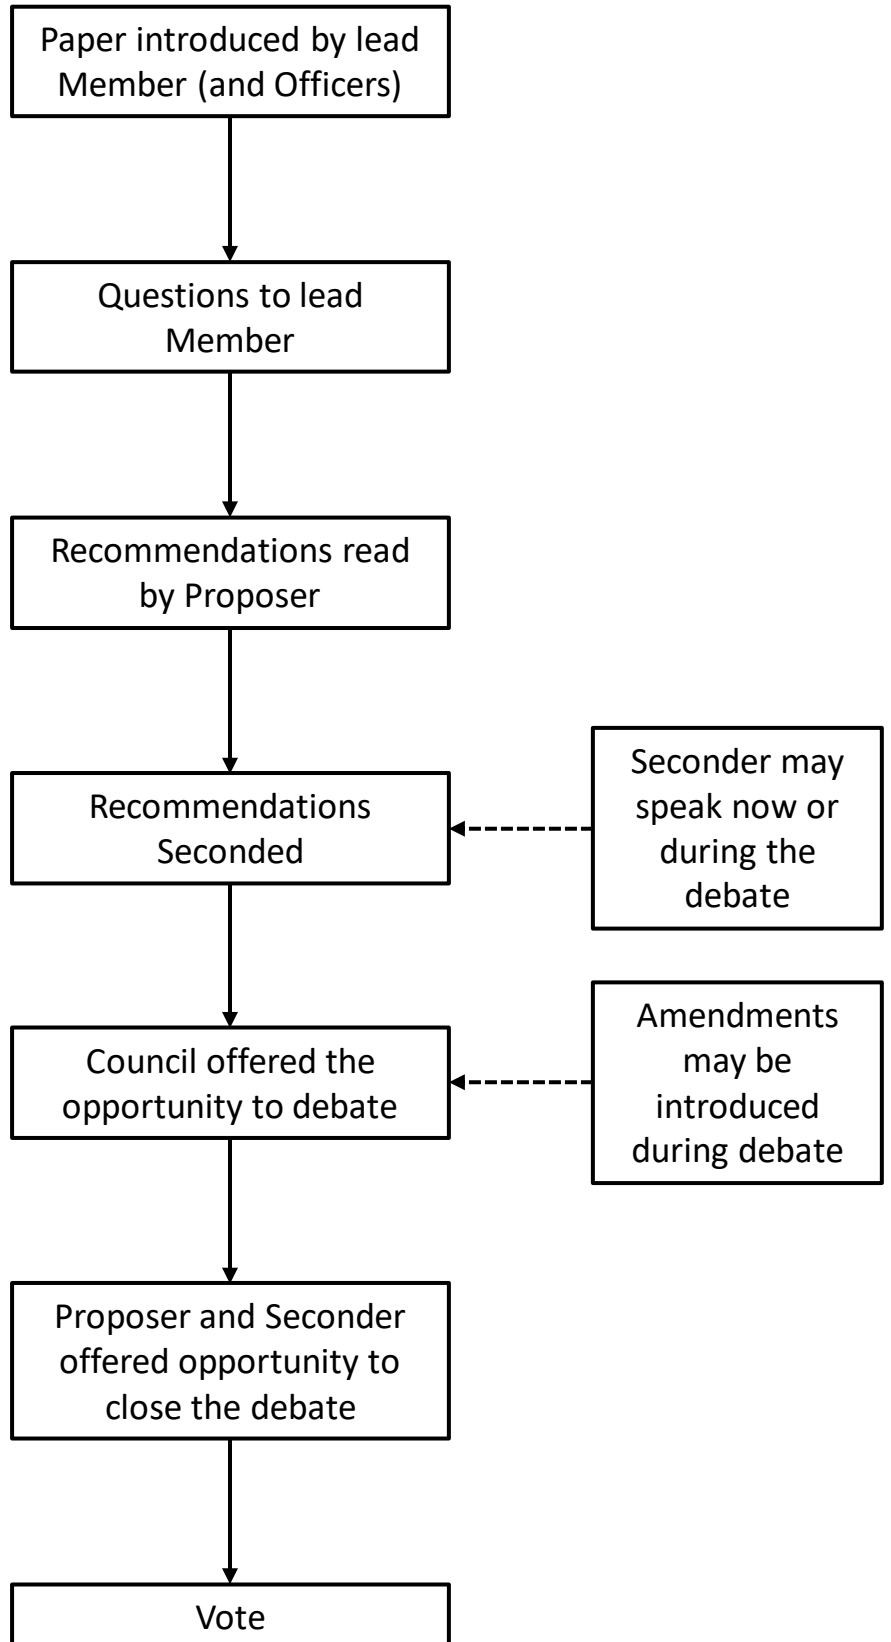 Paper introduced by lead
Member (and Officers)
Questions to lead
Member
Recommendations read
by Proposer
Recommendations
Seconded
Seconder may
speak now or
during the
debate
Council offered the
opportunity to debate
Amendments
may be
introduced
during debate
Proposer and Seconder
offered opportunity to
close the debate
Vote